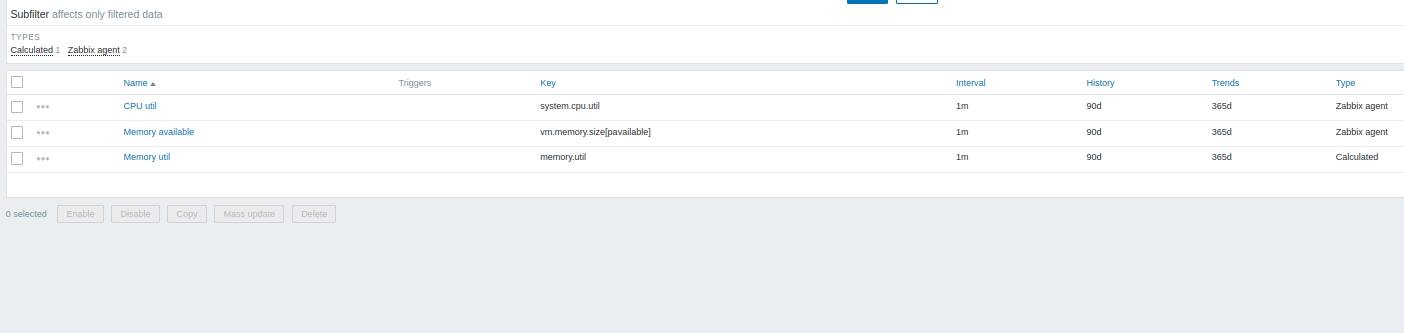 Subfilter affects only filtered data
TYPES
Calculated 1 Zabbix agent 2
Name Triggers Key Interval History Trends Type
CPU util system.cpu.util 1m 90d 365d Zabbix agent
Memory available vm.memory.size[pavailable] 1m 90d 365d Zabbix agent
Memory util memory.util 1m 90d 365d Calculated
0 selected Enable Disable Copy Mass update Delete